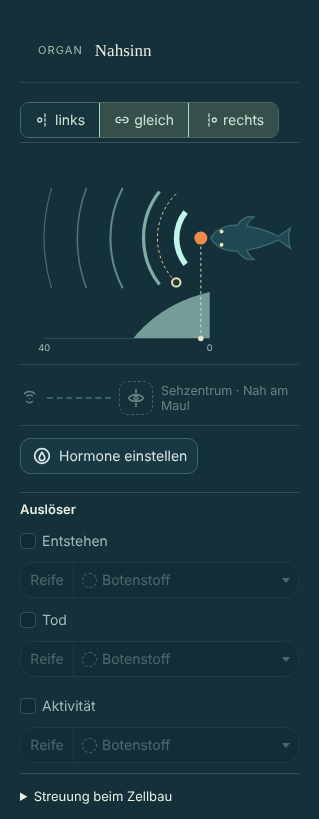 ORGAN Nahsinn
links gleich rechts
40 0
Sehzentrum · Nah am
Maul
Hormone einstellen
Auslöser
Entstehen
Reife Botenstoff
Tod
Reife Botenstoff
Aktivität
Reife Botenstoff
Streuung beim Zellbau